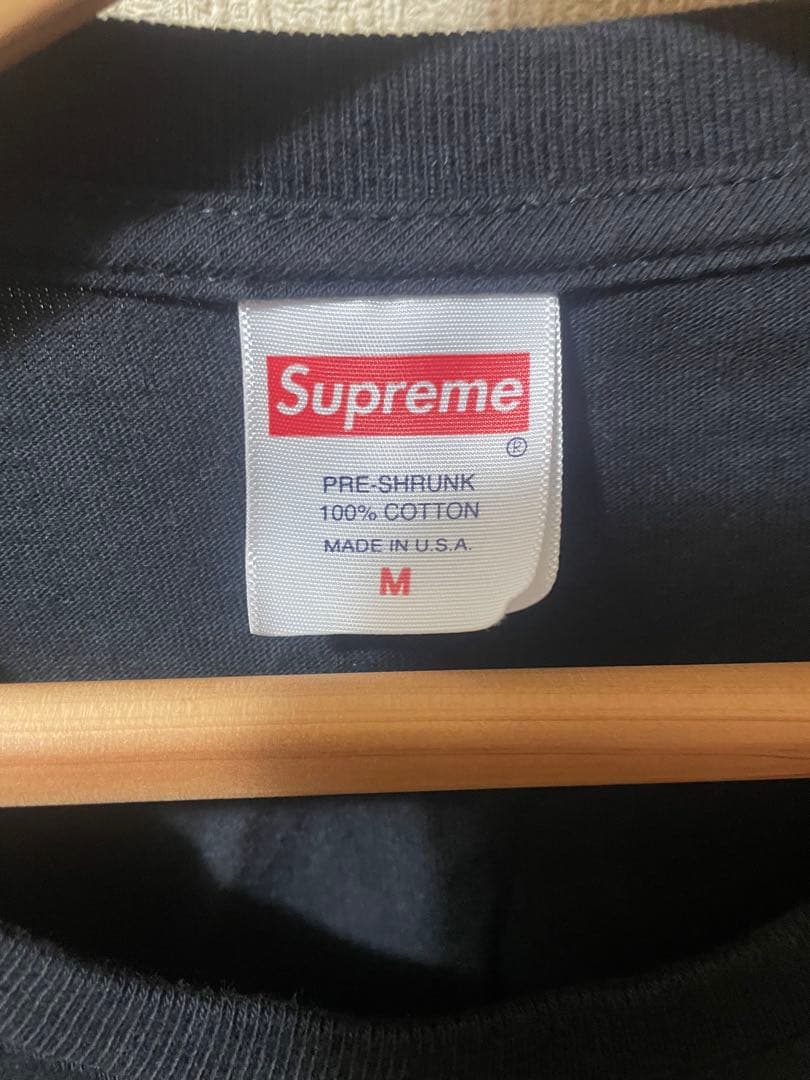 Supreme
®
PRE-SHRUNK
100% COTTON
MADE IN U.S.A.
M